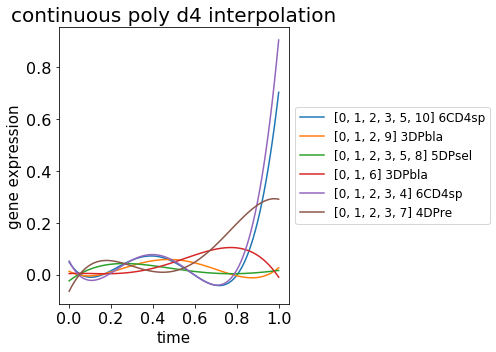 continuous poly d4 interpolation
gene expression
0.8
0.6
0.4
0.2
0.0
0.0 0.2 0.4 0.6 0.8 1.0
time
[0, 1, 2, 3, 5, 10] 6CD4sp
[0, 1, 2, 9] 3DPbla
[0, 1, 2, 3, 5, 8] 5DPsel
[0, 1, 6] 3DPbla
[0, 1, 2, 3, 4] 6CD4sp
[0, 1, 2, 3, 7] 4DPre